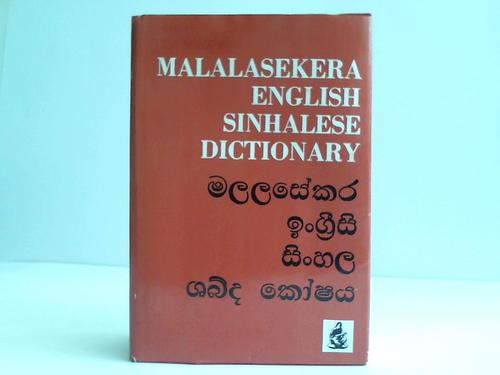 MALALASEKERA
ENGLISH
SINHALESE
DICTIONARY
මලලසේකර
ඉංග්‍රීසි
සිංහල
ශබ්ද කෝෂය